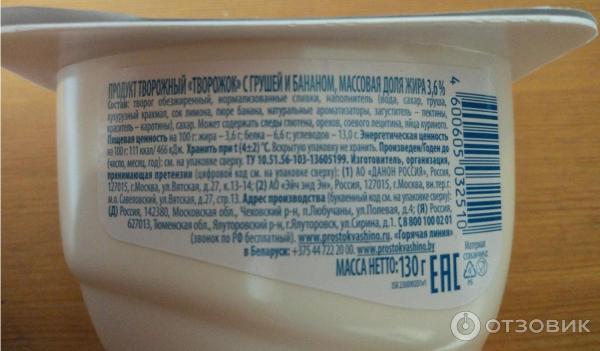 ПРОДУКТ ТВОРОЖНЫЙ «ТВОРОЖОК» С ГРУШЕЙ И БАНАНОМ, МАССОВАЯ ДОЛЯ ЖИРА 3,6 %
Состав: творог обезжиренный, нормализованные сливки, наполнитель (вода, сахар, груша,
кукурузный крахмал, сок лимона, пюре банана, натуральные ароматизаторы, загуститель – пектины,
краситель – каротины), сахар. Может содержать следы глютена, орехов, соевого лецитина, яйца куриного.
Пищевая ценность на 100 г: жира – 3,6 г; белка – 6,6 г; углеводов – 13,0 г. Энергетическая ценность
на 100 г: 111 ккал/ 466 кДж. Хранить при t (4±2) °С. Вскрытую упаковку не хранить. Произведен/Годен до
(число, месяц, год): см. на упаковке сверху. ТУ 10.51.56-103-13605199. Изготовитель, организация,
принимающая претензии (цифровой код см. на упаковке сверху): (1) АО «ДАНОН РОССИЯ», Россия,
127015, г.Москва, ул.Вятская, д.27, к.13-14; (2) АО «Эйч энд Эн», Россия, 127015, г.Москва, вн.тер.г.
м.о. Савеловский, ул.Вятская, д.27, стр.13. Адрес производства (буквенный код см. на упаковке сверху):
(Д) Россия, 142380, Московская обл., Чеховский р-н, п.Любучаны, ул.Полевая, д.4; (Я) Россия,
627013, Тюменская обл., Ялуторовский р-н, г.Ялуторовск, ул.Сирина, д.1. 8 800 100 02 01
(звонок по РФ бесплатный). www.prostokvashino.ru. «Горячая линия»
в Беларуси: +375 44 722 20 00. www.prostokvashino.by
МАССА НЕТТО: 130 г
EAC
4 600605 032510
Материал
стаканчика:
PS
ОТЗОВИК